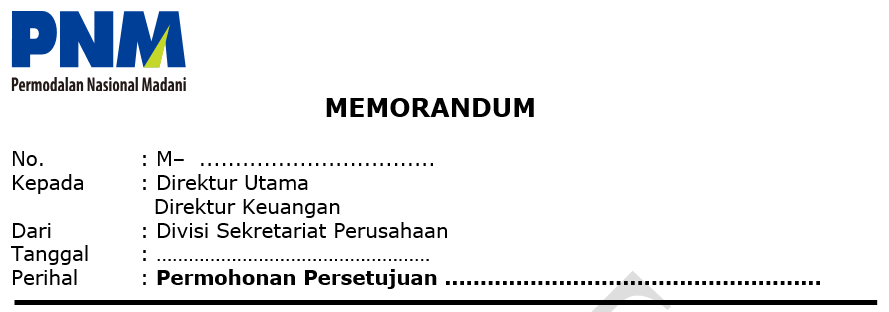 PNM
Permodalan Nasional Madani
MEMORANDUM
No. : M– .................................
Kepada : Direktur Utama
Direktur Keuangan
Dari : Divisi Sekretariat Perusahaan
Tanggal : ..................................................
Perihal : Permohonan Persetujuan .....................................................